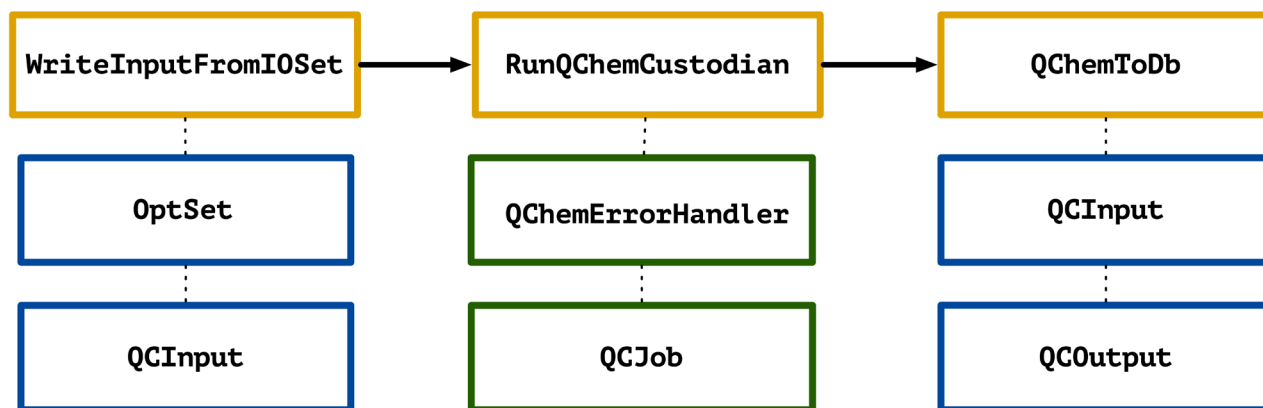 WriteInputFromIOSet
RunQChemCustodian
QChemToDb
OptSet
QChemErrorHandler
QCInput
QCInput
QCJob
QCOutput